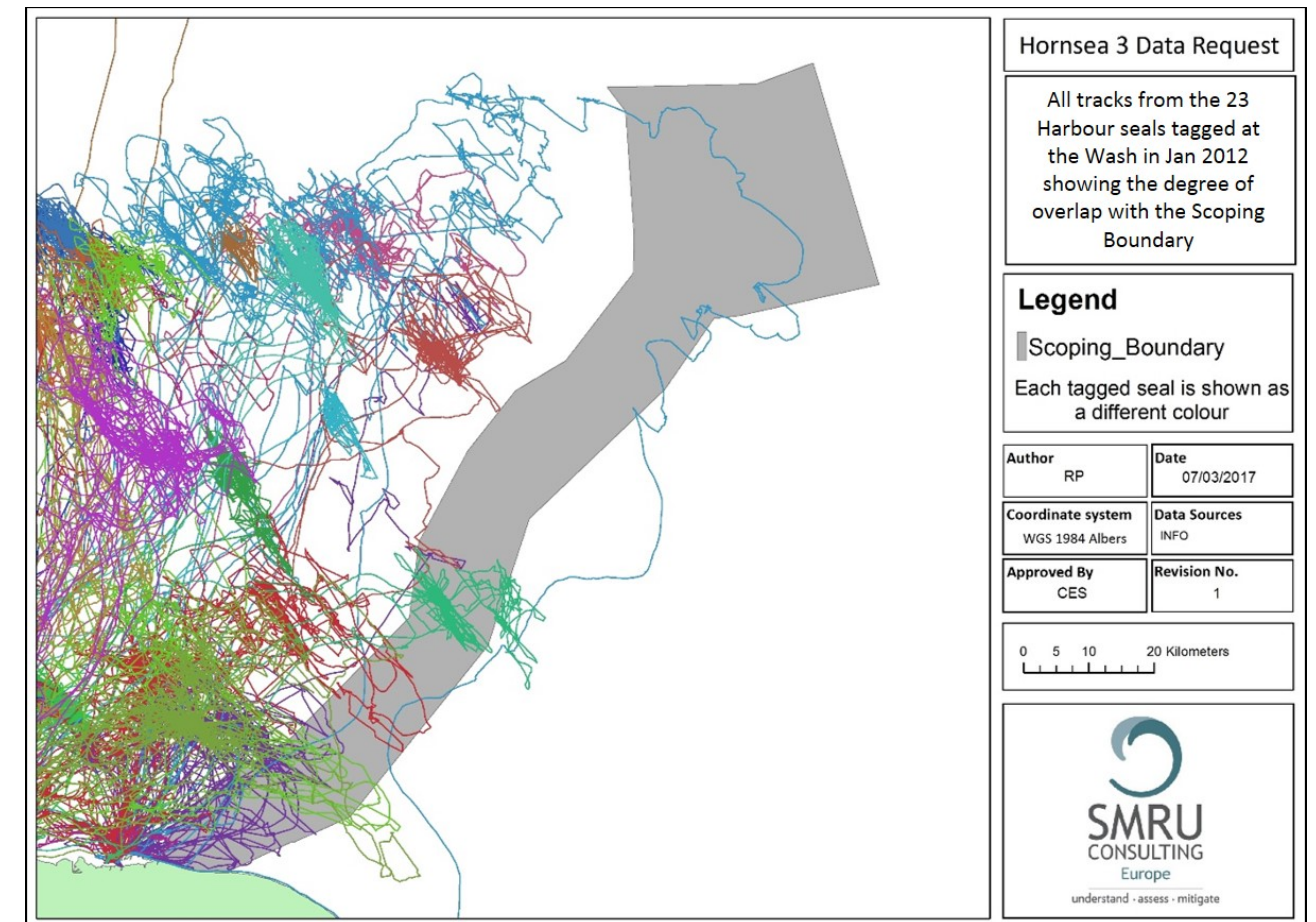 Hornsea 3 Data Request
All tracks from the 23
Harbour seals tagged at
the Wash in Jan 2012
showing the degree of
overlap with the Scoping
Boundary
Legend
Scoping_Boundary
Each tagged seal is shown as
a different colour
Author
RP
Date
07/03/2017
Coordinate system
WGS 1984 Albers
Data Sources
INFO
Approved By
CES
Revision No.
1
0 5 10 20 Kilometers
SMRU
CONSULTING
Europe
understand · assess · mitigate